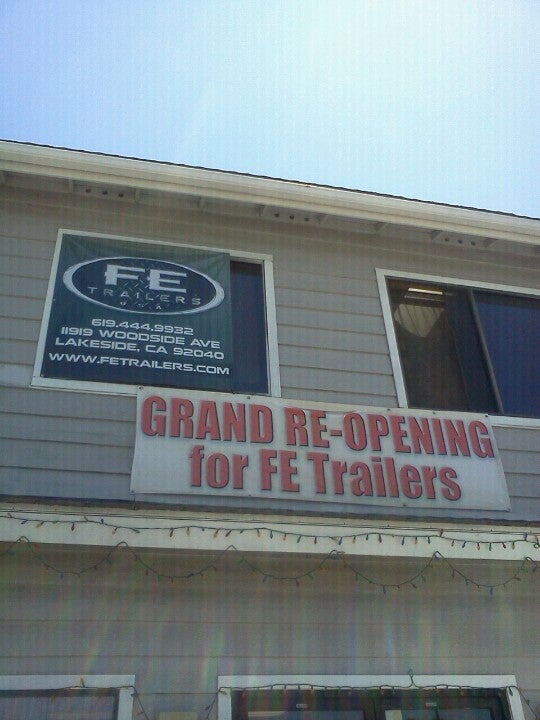 FE
TRAILERS
USA
619.444.9932
11919 WOODSIDE AVE
LAKESIDE, CA 92040
WWW.FETRAILERS.COM
GRAND RE-OPENING
for FE Trailers